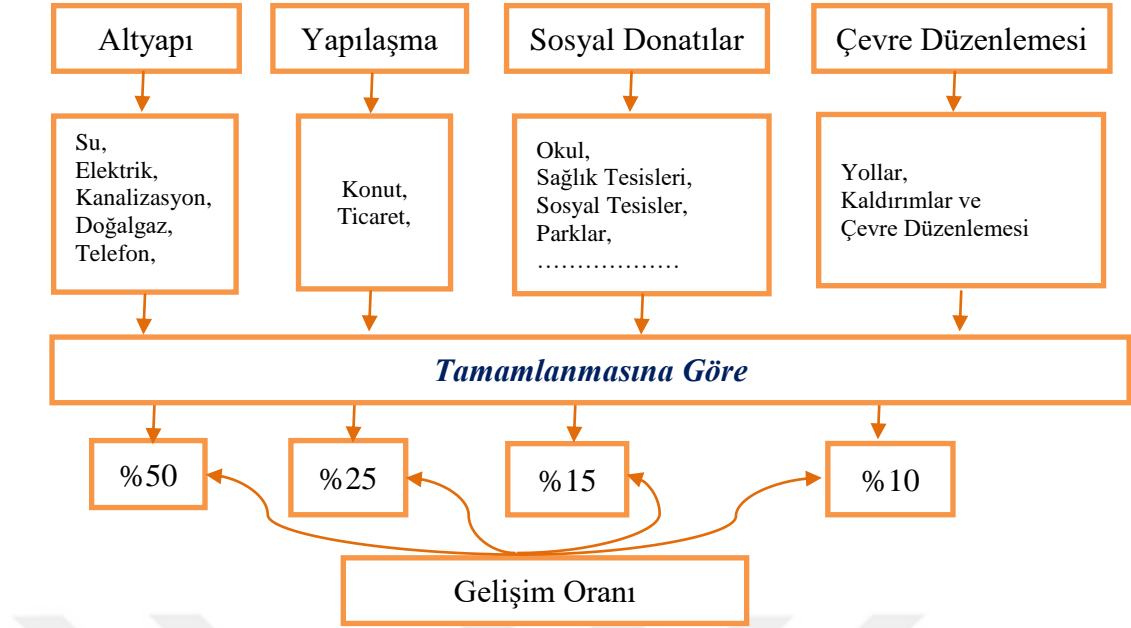 Altyapı
Yapılaşma
Sosyal Donatılar
Çevre Düzenlemesi
Su,
Elektrik,
Kanalizasyon,
Doğalgaz,
Telefon,
Konut,
Ticaret,
Okul,
Sağlık Tesisleri,
Sosyal Tesisler,
Parklar,
………………
Yollar,
Kaldırımlar ve
Çevre Düzenlemesi
Tamamlanmasına Göre
%50
%25
%15
%10
Gelişim Oranı